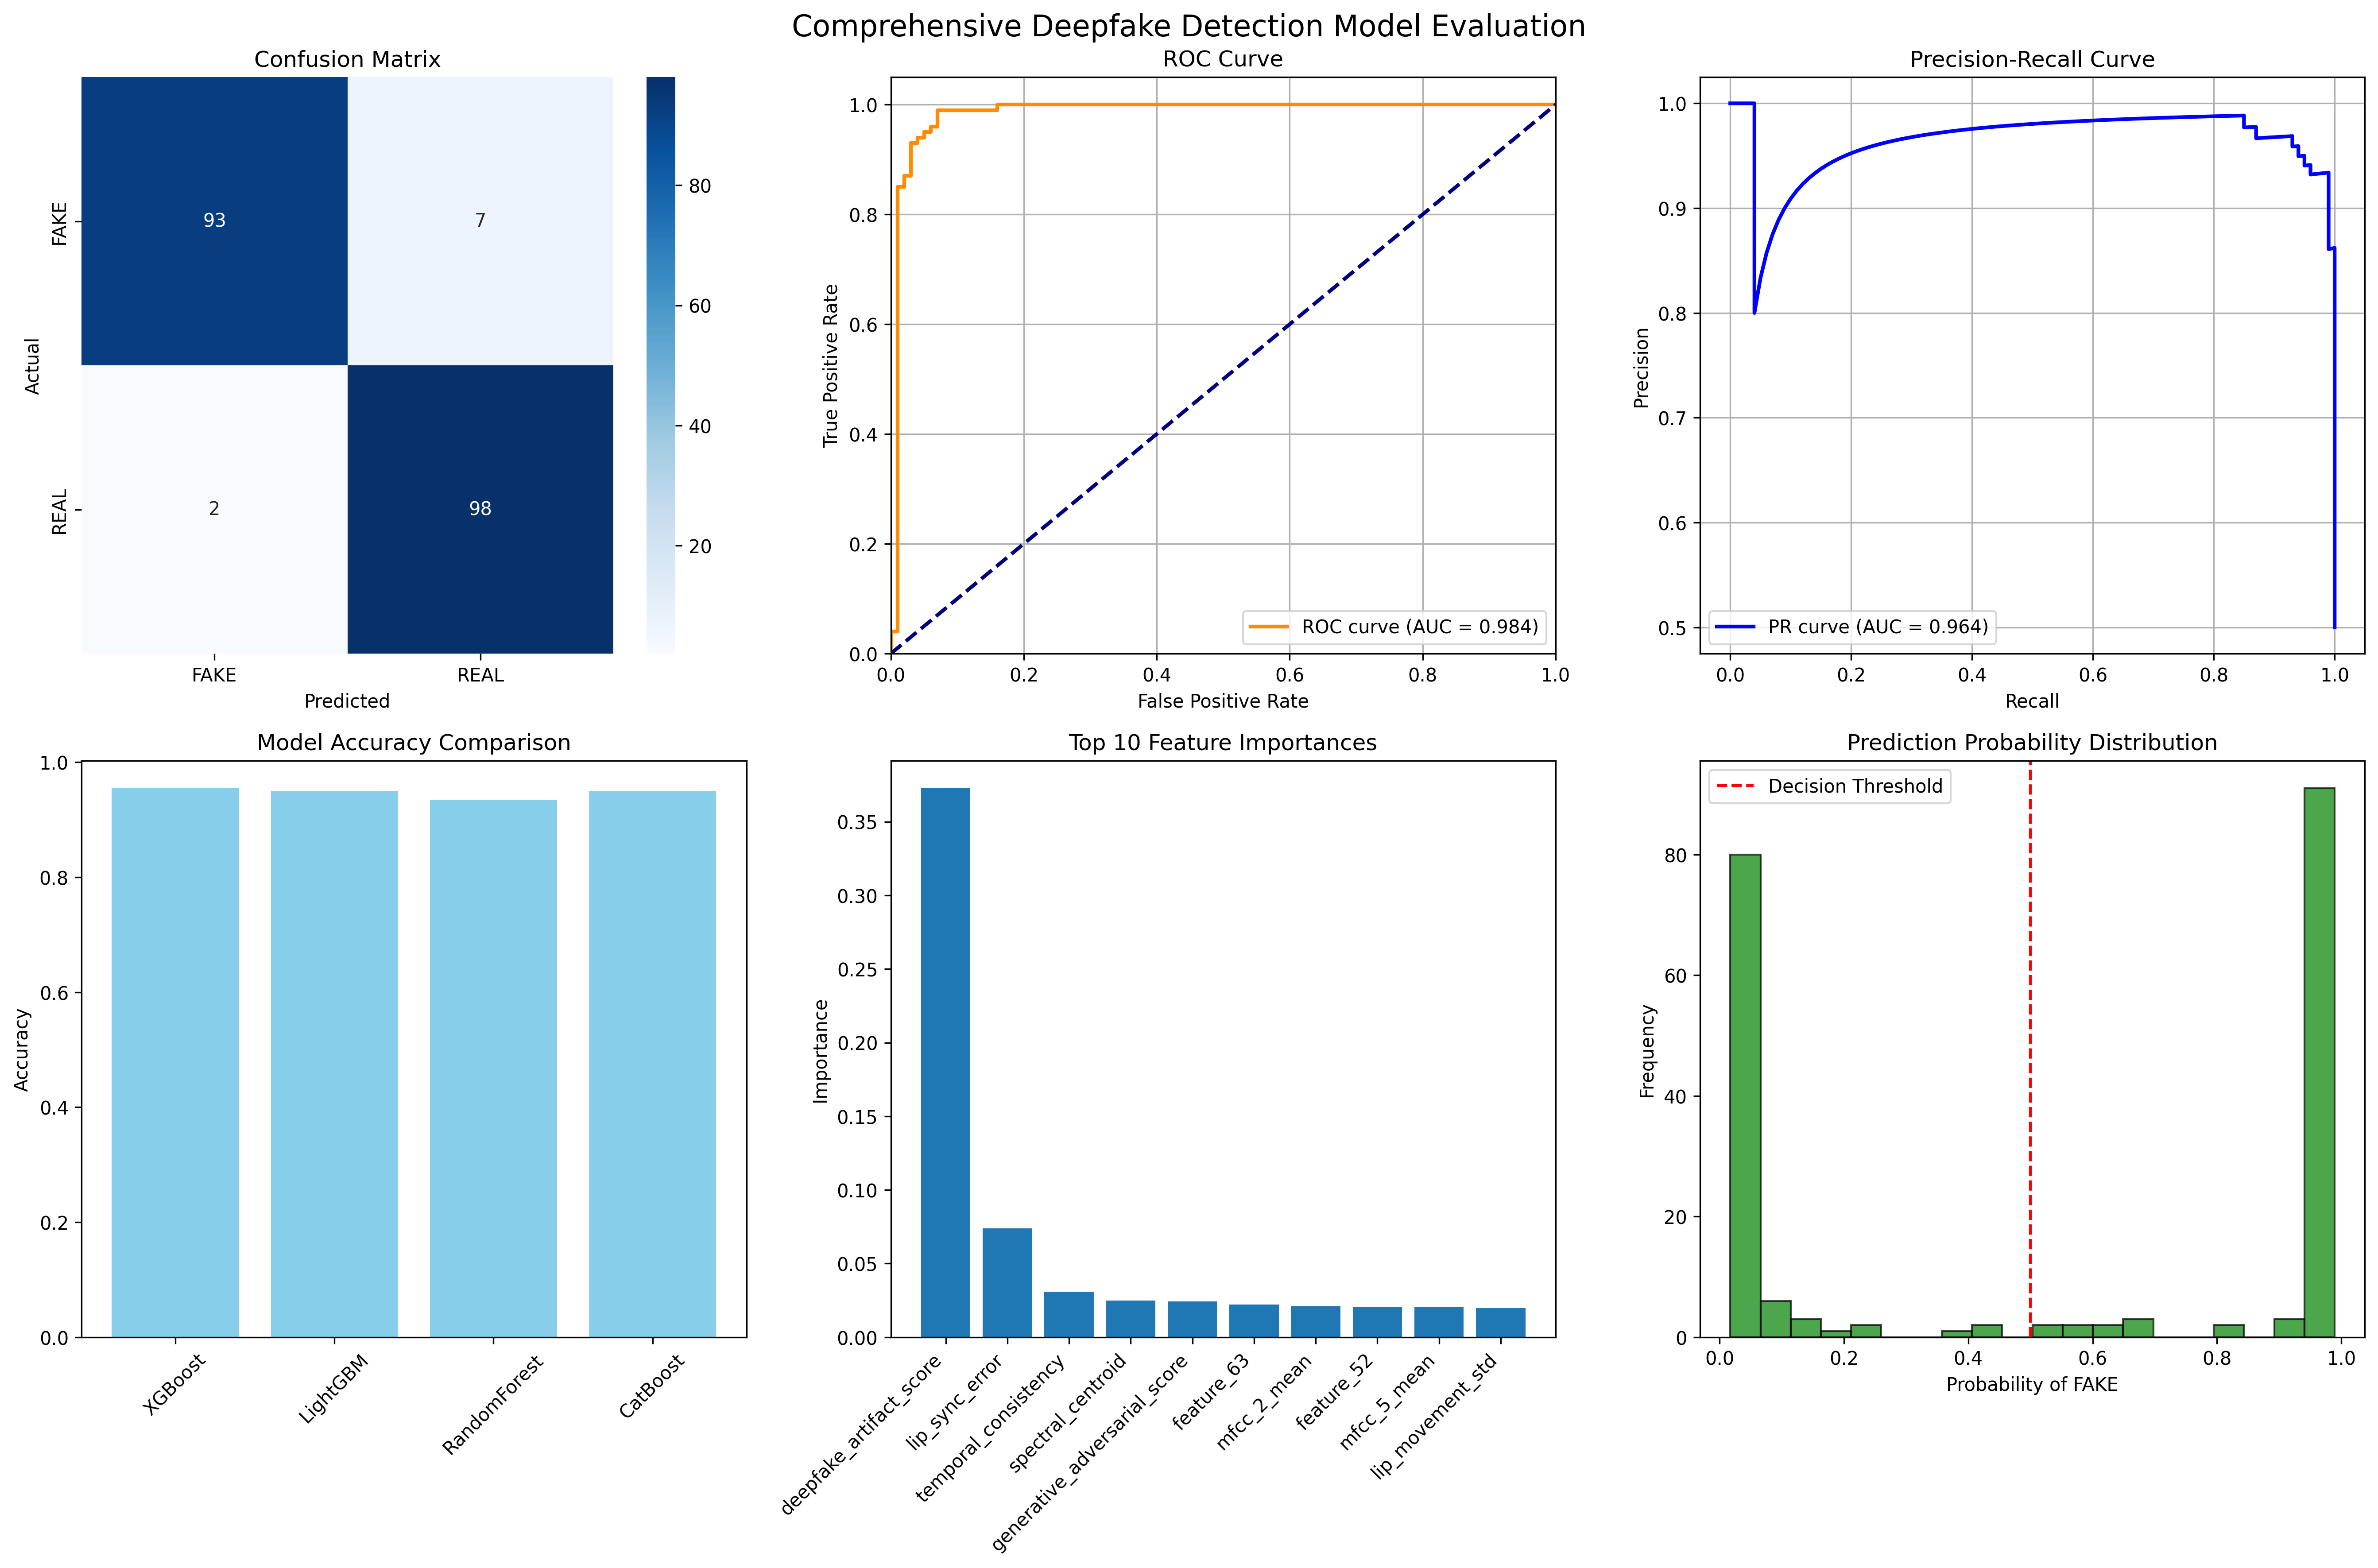 Comprehensive Deepfake Detection Model Evaluation
Confusion Matrix
Actual
FAKE
REAL
93
7
2
98
80
60
40
20
FAKE
REAL
Predicted
ROC Curve
True Positive Rate
1.0
0.8
0.6
0.4
0.2
0.0
ROC curve (AUC = 0.984)
0.0
0.2
0.4
0.6
0.8
1.0
False Positive Rate
Precision-Recall Curve
Precision
1.0
0.9
0.8
0.7
0.6
0.5
PR curve (AUC = 0.964)
0.0
0.2
0.4
0.6
0.8
1.0
Recall
Model Accuracy Comparison
Accuracy
1.0
0.8
0.6
0.4
0.2
0.0
XGBoost
LightGBM
RandomForest
CatBoost
Top 10 Feature Importances
Importance
0.35
0.30
0.25
0.20
0.15
0.10
0.05
0.00
deepfake_artifact_score
lip_sync_error
temporal_consistency
spectral_centroid
generative_adversarial_score
feature_63
mfcc_2_mean
feature_52
mfcc_5_mean
lip_movement_std
Prediction Probability Distribution
Decision Threshold
Frequency
80
60
40
20
0
0.0
0.2
0.4
0.6
0.8
1.0
Probability of FAKE